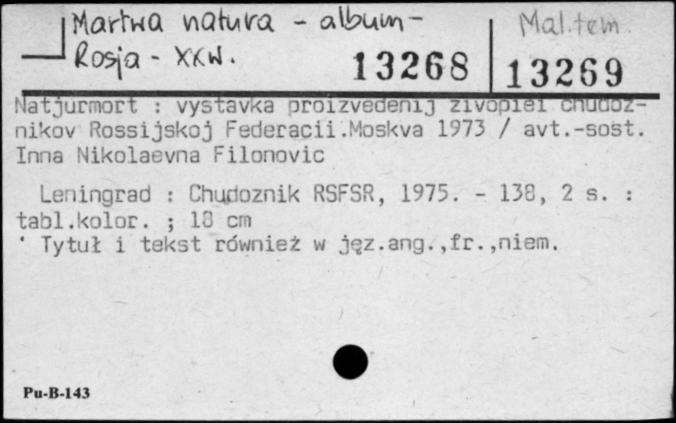 Martwa natura - album -
Rosja - XXw.
Mal.tem.
13268
13269
Natjurmort : vystavka proizvedenij živopisi chudož-
nikov Rossijskoj Federacii.Moskva 1973 / avt.-sost.
Inna Nikolaevna Filonovic
Leningrad : Chudoznik RSFSR, 1975. - 138, 2 s. :
tabl.kolor. ; 18 cm
' Tytuł i tekst również w jęz.ang.,fr.,niem.
Pu-B-143